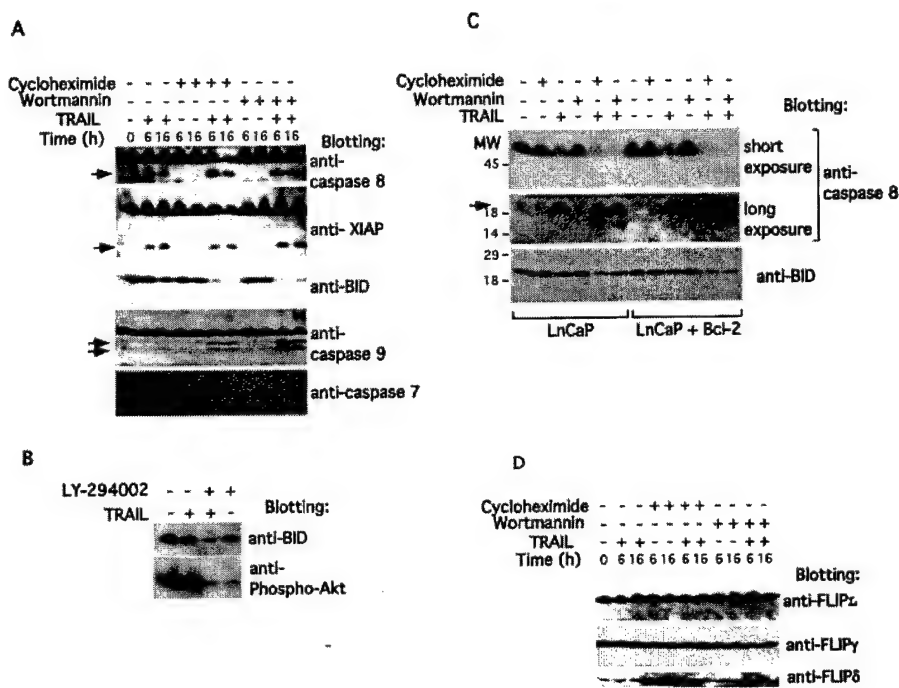 A
Cycloheximide - - - + + + + - - - -
Wortmannin - - - - - - - + + + +
TRAIL - + + - - + + - - + +
Time (h) 0 6 16 6 16 6 16 6 16 6 16
Blotting:
anti-
caspase 8
anti- XIAP
anti-BID
anti-
caspase 9
anti-caspase 7
B
LY-294002 - - + +
TRAIL - + + -
Blotting:
anti-BID
anti-
Phospho-Akt
C
Cycloheximide - + - - + - - + - - + -
Wortmannin - - - + - + - - - + - +
TRAIL - - + - + + - - + - + +
Blotting:
MW
45
18
14
29
18
short
exposure
long
exposure
anti-
caspase 8
anti-BID
LnCaP
LnCaP + Bcl-2
D
Cycloheximide - - - + + + + - - - -
Wortmannin - - - - - - - + + + +
TRAIL - + + - - + + - - + +
Time (h) 0 6 16 6 16 6 16 6 16 6 16
Blotting:
anti-FLIP
anti-FLIPγ
anti-FLIPδ